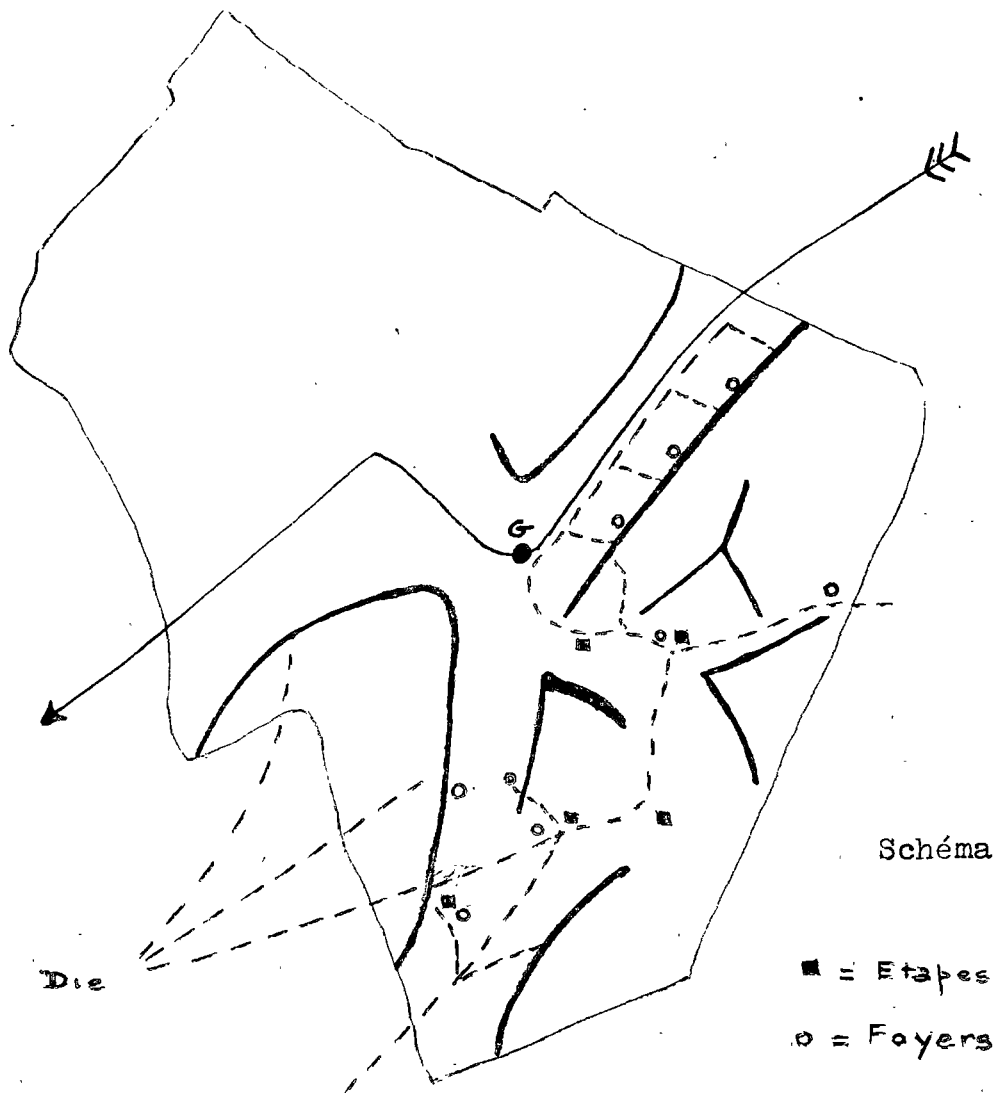 G
Schéma
Die
■ = Etapes
o = Foyers